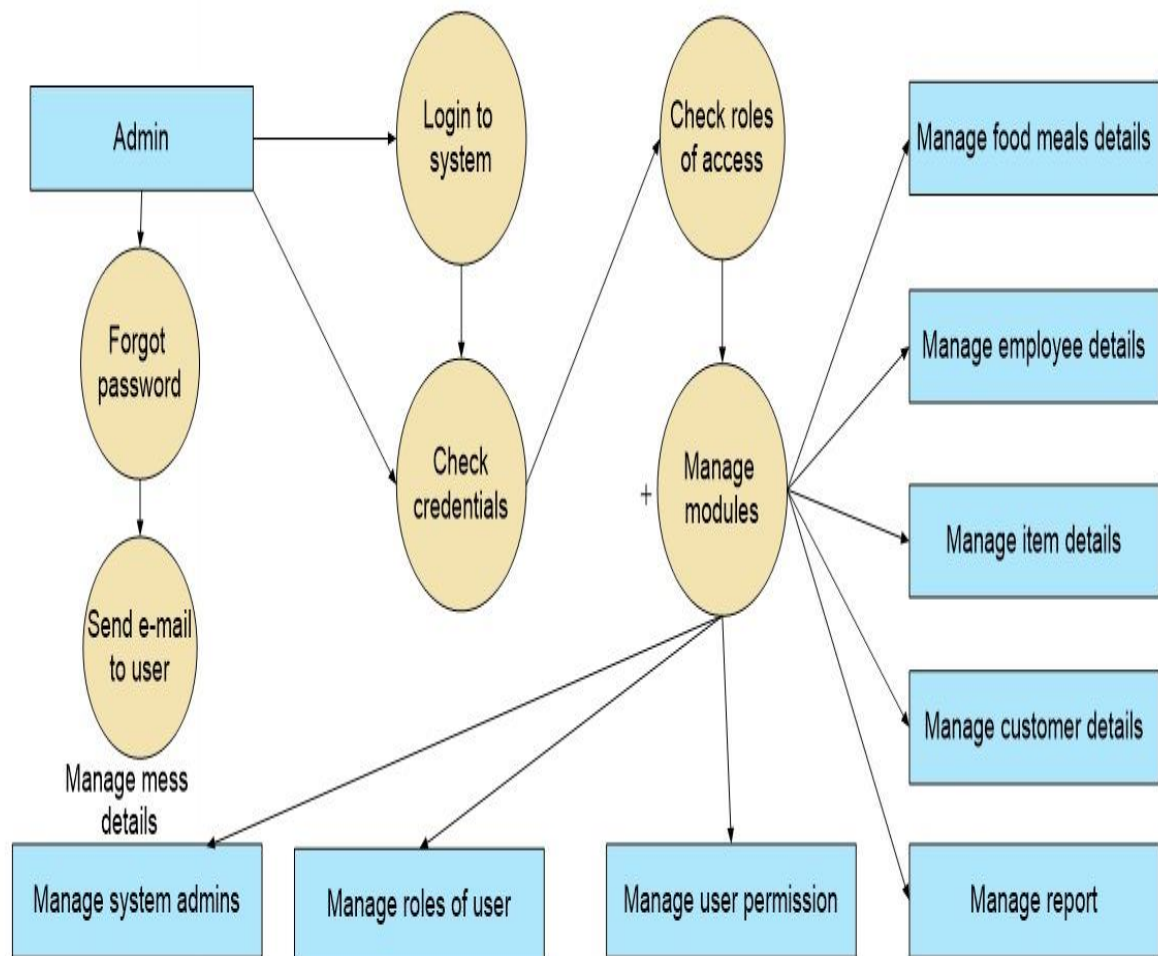 Admin
Login to
system
Check roles
of access
Manage food meals details
Forgot
password
Check
credentials
Manage
modules
+
Manage employee details
Manage item details
Send e-mail
to user
Manage customer details
Manage mess
details
Manage system admins
Manage roles of user
Manage user permission
Manage report